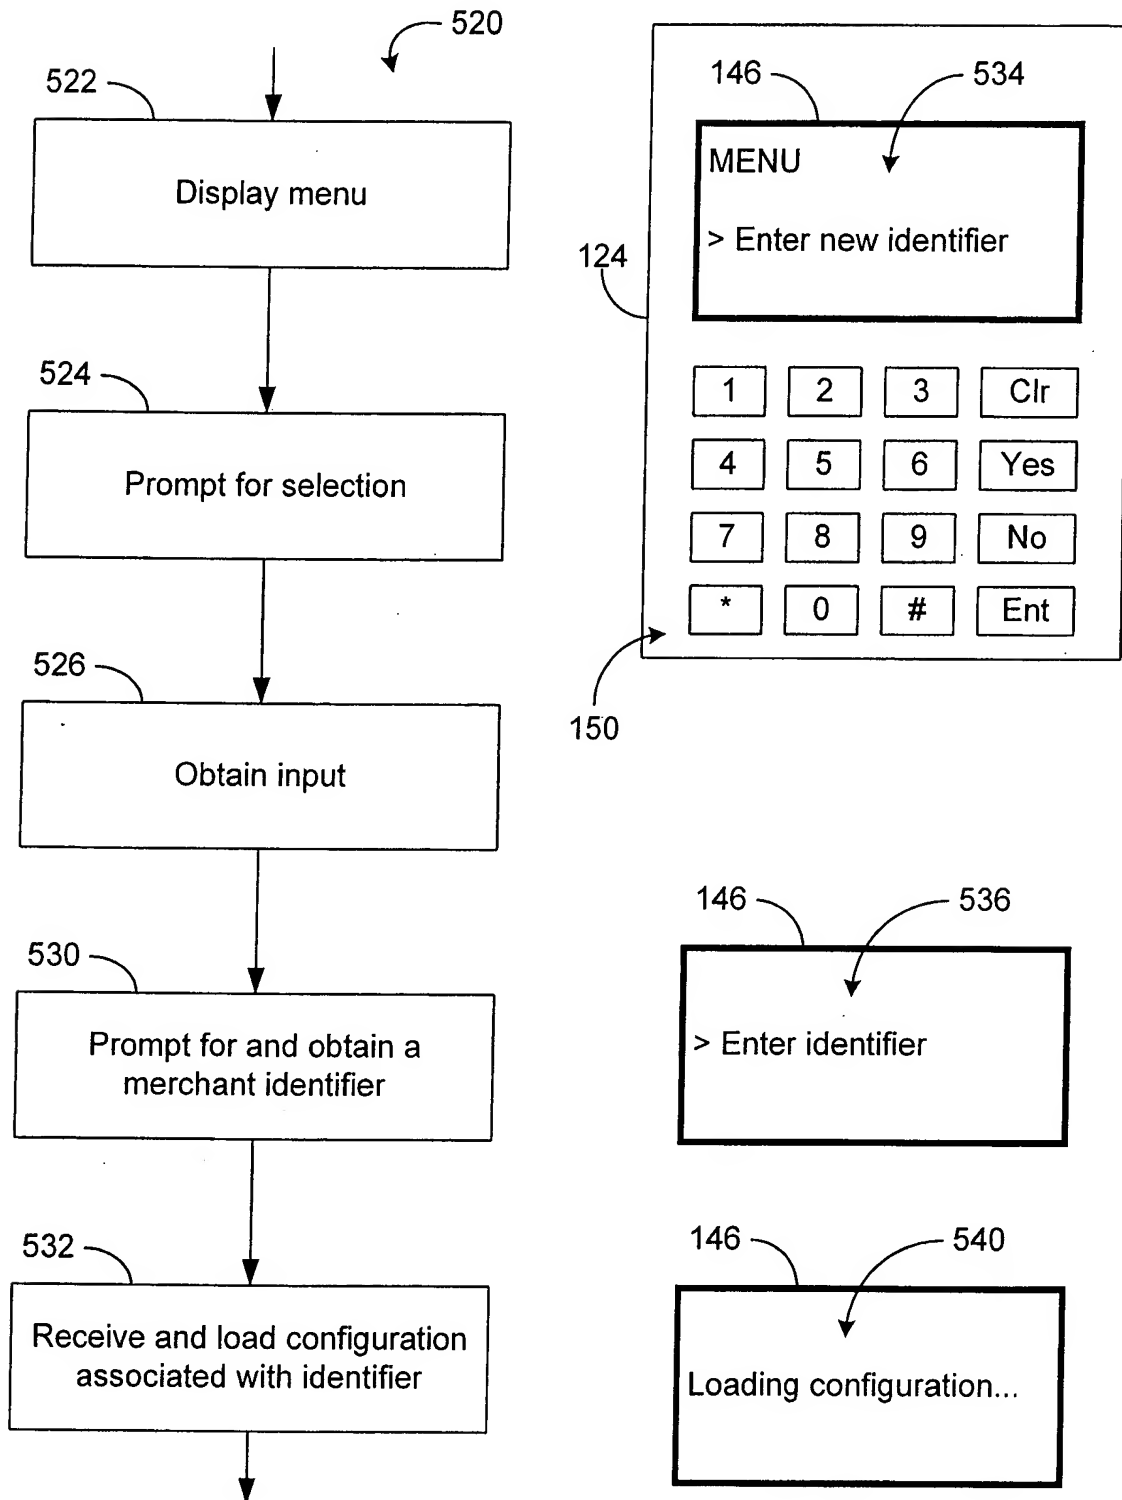 520
522
Display menu
524
Prompt for selection
526
Obtain input
530
Prompt for and obtain a
merchant identifier
532
Receive and load configuration
associated with identifier
146
534
MENU
> Enter new identifier
124
1 2 3 Clr
4 5 6 Yes
7 8 9 No
* 0 # Ent
150
146
536
> Enter identifier
146
540
Loading configuration...